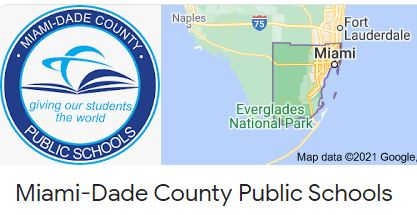 MIAMI-DADE COUNTY
giving our students
the world
PUBLIC SCHOOLS
Naples
75
Fort
Lauderdale
Miami
Everglades
National Park
Map data ©2021 Google,
Miami-Dade County Public Schools